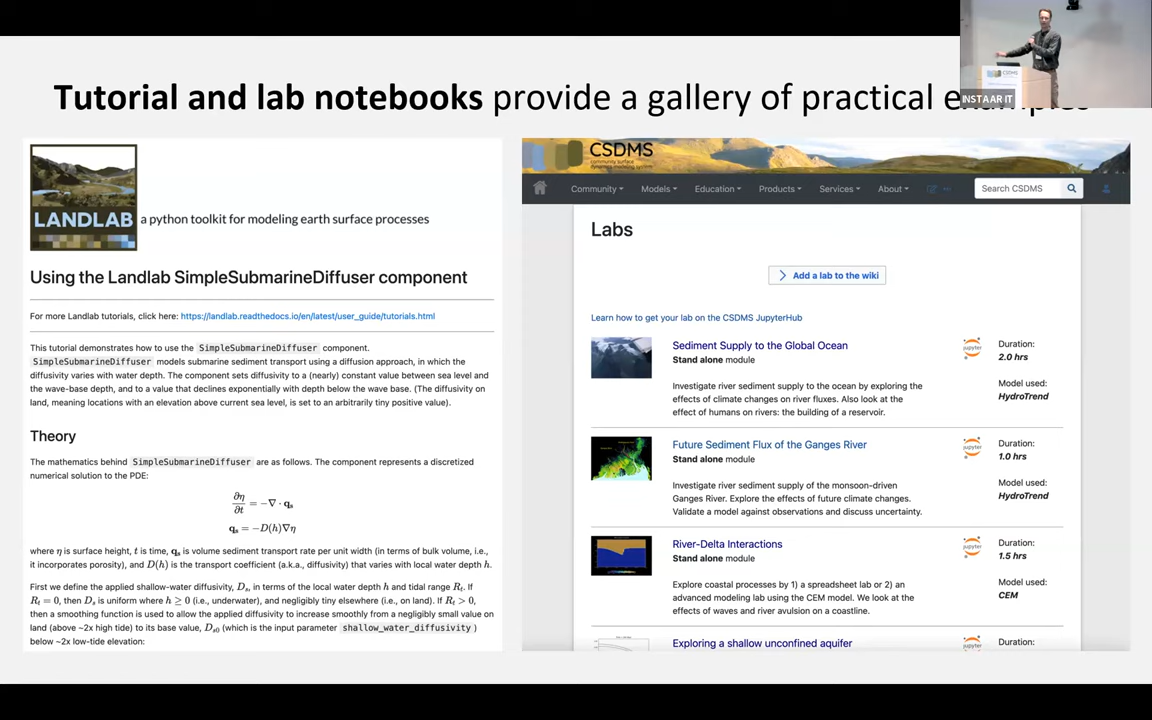 Tutorial and lab notebooks provide a gallery of practical examples
INSTAAR IT
LANDLAB
a python toolkit for modeling earth surface processes
Using the Landlab SimpleSubmarineDiffuser component
For more Landlab tutorials, click here: https://landlab.readthedocs.io/en/latest/user_guide/tutorials.html
This tutorial demonstrates how to use the SimpleSubmarineDiffuser component.
SimpleSubmarineDiffuser models submarine sediment transport using a diffusion approach, in which the
diffusivity varies with water depth. The component sets diffusivity to a (nearly) constant value between sea level and
the wave-base depth, and to a value that declines exponentially with depth below the wave base. (The diffusivity on
land, meaning locations with an elevation above current sea level, is set to an arbitrarily tiny positive value).
Theory
The mathematics behind SimpleSubmarineDiffuser are as follows. The component represents a discretized
numerical solution to the PDE:
∂η/∂t = −∇ · qs
qs = −D(h)∇η
where η is surface height, t is time, qs is volume sediment transport rate per unit width (in terms of bulk volume, i.e.,
it incorporates porosity), and D(h) is the transport coefficient (a.k.a., diffusivity) that varies with local water depth h.
First we define the applied shallow-water diffusivity, Ds, in terms of the local water depth h and tidal range Rt. If
Rt = 0, then Ds is uniform where h ≥ 0 (i.e., underwater), and negligibly tiny elsewhere (i.e., on land). If Rt > 0,
then a smoothing function is used to allow the applied diffusivity to increase smoothly from a negligibly small value on
land (above ~2x high tide) to its base value, Ds0 (which is the input parameter shallow_water_diffusivity )
below ~2x low-tide elevation:
CSDMS
community surface
dynamics modeling system
Community Models Education Products Services About Search CSDMS
Labs
Add a lab to the wiki
Learn how to get your lab on the CSDMS JupyterHub
Sediment Supply to the Global Ocean
Stand alone module
Investigate river sediment supply to the ocean by exploring the
effects of climate changes on river fluxes. Also look at the
effect of humans on rivers: the building of a reservoir.
jupyter
Duration:
2.0 hrs
Model used:
HydroTrend
Future Sediment Flux of the Ganges River
Stand alone module
Investigate river sediment supply of the monsoon-driven
Ganges River. Explore the effects of future climate changes.
Validate a model against observations and discuss uncertainty.
jupyter
Duration:
1.0 hrs
Model used:
HydroTrend
River-Delta Interactions
Stand alone module
Explore coastal processes by 1) a spreadsheet lab or 2) an
advanced modeling lab using the CEM model. We look at the
effects of waves and river avulsion on a coastline.
jupyter
Duration:
1.5 hrs
Model used:
CEM
Exploring a shallow unconfined aquifer
jupyter
Duration: